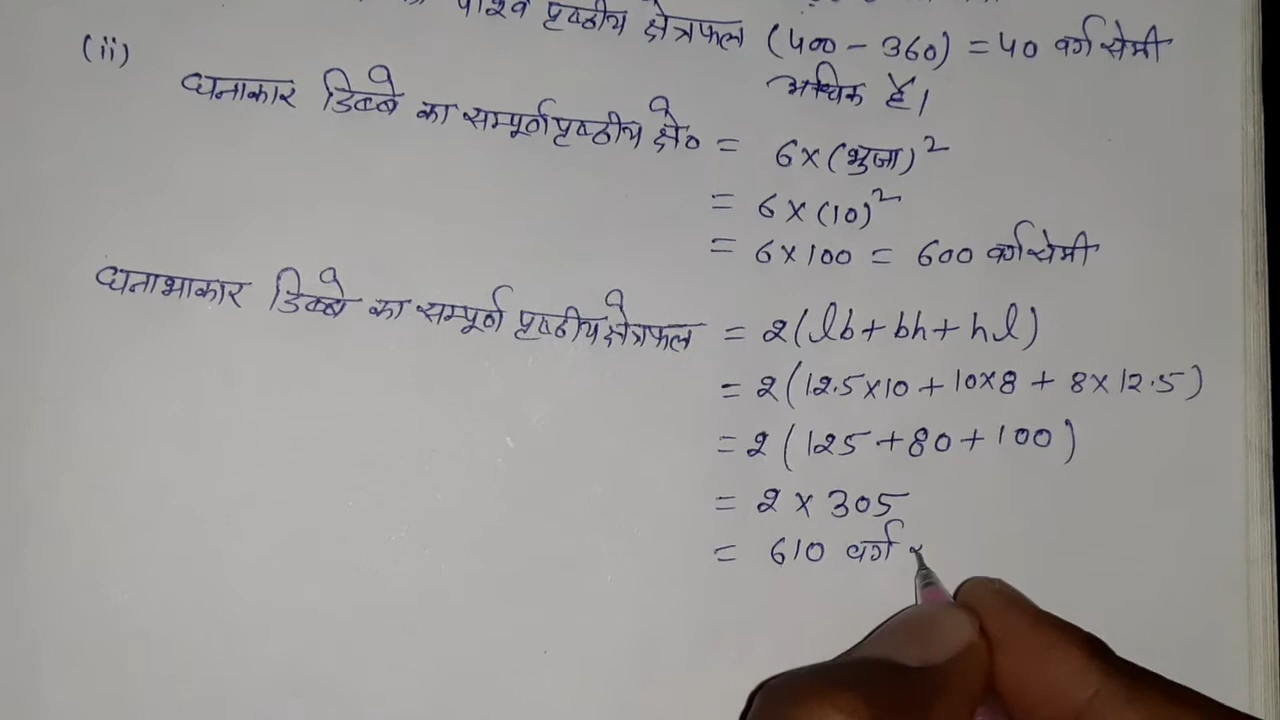 पार्श्व पृष्ठीय क्षेत्रफल (400 - 360) = 40 वर्ग सेमी
अधिक है।
(ii)
घनाकार डिब्बे का सम्पूर्ण पृष्ठीय क्षे० = 6×(भुजा)²
= 6×(10)²
= 6×100 = 600 वर्ग सेमी
घनाभाकार डिब्बे का सम्पूर्ण पृष्ठीय क्षेत्रफल = 2(lb+bh+hl)
= 2(12.5×10+10×8+8×12.5)
= 2(125+80+100)
= 2×305
= 610 वर्ग